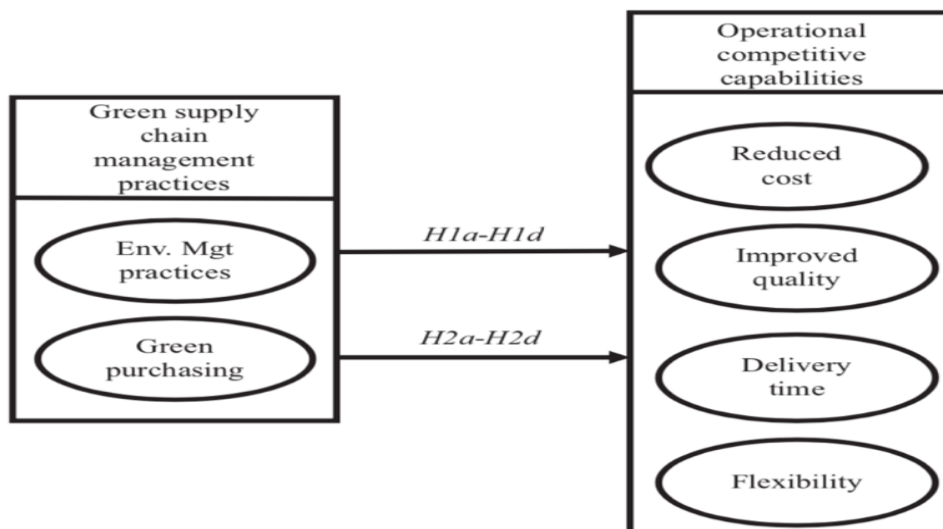 Green supply
chain
management
practices
Env. Mgt
practices
Green
purchasing
H1a-H1d
H2a-H2d
Operational
competitive
capabilities
Reduced
cost
Improved
quality
Delivery
time
Flexibility